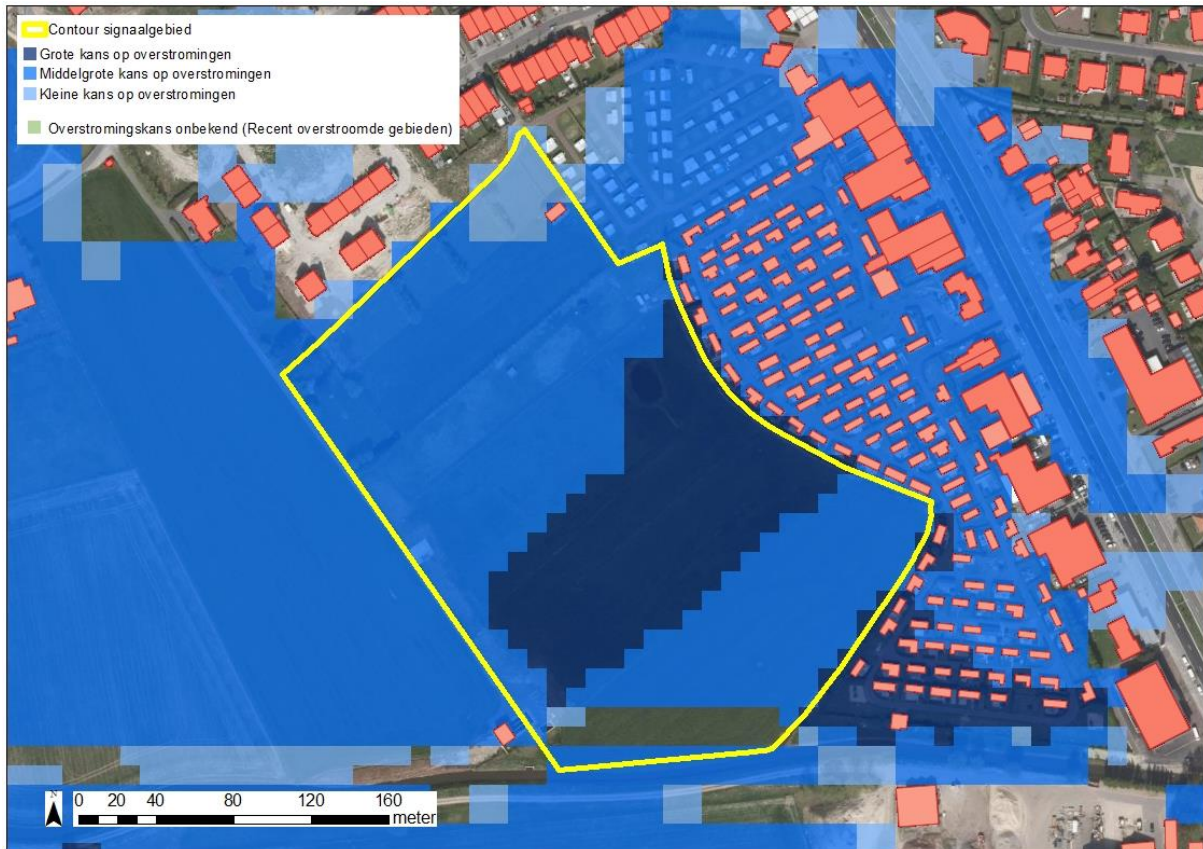 Contour signaalgebied
Grote kans op overstromingen
Middelgrote kans op overstromingen
Kleine kans op overstromingen
Overstromingskans onbekend (Recent overstroomde gebieden)
N
0 20 40 80 120 160
meter